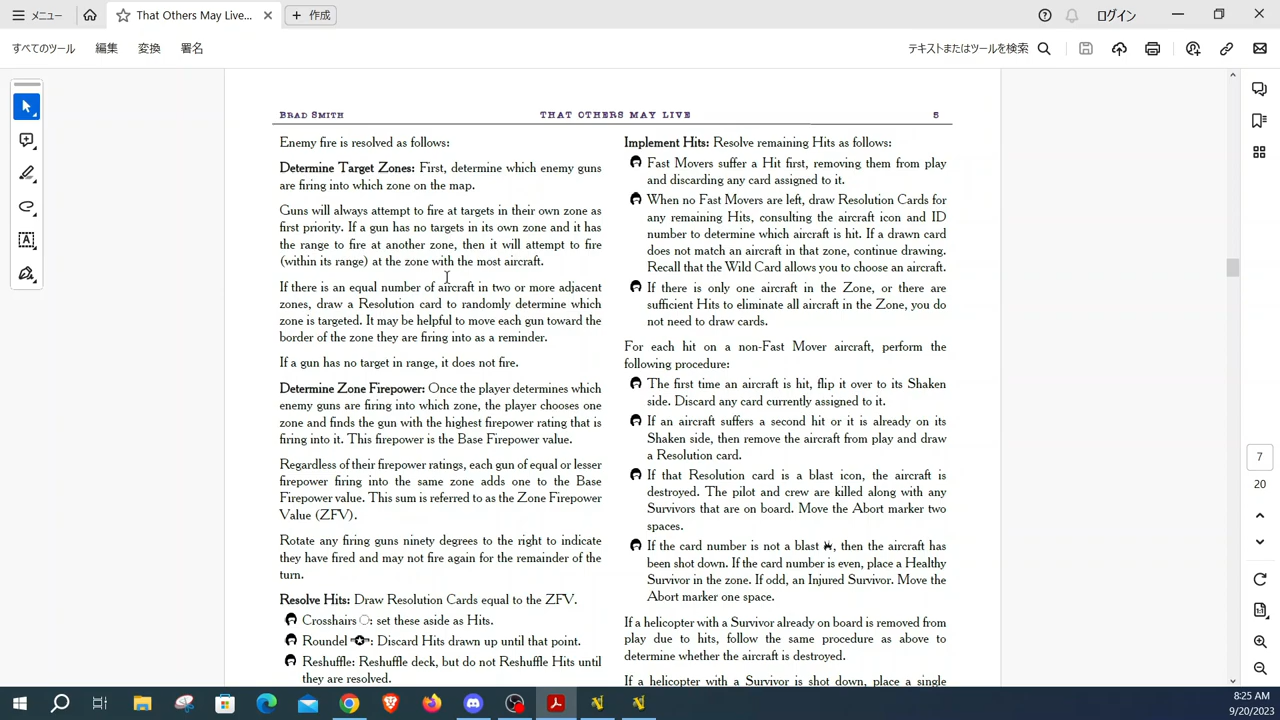 メニュー
That Others May Live...
作成
ログイン
すべてのツール 編集 変換 署名
テキストまたはツールを検索
BRAD SMITH THAT OTHERS MAY LIVE 5
Enemy fire is resolved as follows:
Determine Target Zones: First, determine which enemy guns
are firing into which zone on the map.
Guns will always attempt to fire at targets in their own zone as
first priority. If a gun has no targets in its own zone and it has
the range to fire at another zone, then it will attempt to fire
(within its range) at the zone with the most aircraft.
If there is an equal number of aircraft in two or more adjacent
zones, draw a Resolution card to randomly determine which
zone is targeted. It may be helpful to move each gun toward the
border of the zone they are firing into as a reminder.
If a gun has no target in range, it does not fire.
Determine Zone Firepower: Once the player determines which
enemy guns are firing into which zone, the player chooses one
zone and finds the gun with the highest firepower rating that is
firing into it. This firepower is the Base Firepower value.
Regardless of their firepower ratings, each gun of equal or lesser
firepower firing into the same zone adds one to the Base
Firepower value. This sum is referred to as the Zone Firepower
Value (ZFV).
Rotate any firing guns ninety degrees to the right to indicate
they have fired and may not fire again for the remainder of the
turn.
Resolve Hits: Draw Resolution Cards equal to the ZFV.
Crosshairs : set these aside as Hits.
Roundel : Discard Hits drawn up until that point.
Reshuffle: Reshuffle deck, but do not Reshuffle Hits until
they are resolved.
Implement Hits: Resolve remaining Hits as follows:
Fast Movers suffer a Hit first, removing them from play
and discarding any card assigned to it.
When no Fast Movers are left, draw Resolution Cards for
any remaining Hits, consulting the aircraft icon and ID
number to determine which aircraft is hit. If a drawn card
does not match an aircraft in that zone, continue drawing.
Recall that the Wild Card allows you to choose an aircraft.
If there is only one aircraft in the Zone, or there are
sufficient Hits to eliminate all aircraft in the Zone, you do
not need to draw cards.
For each hit on a non-Fast Mover aircraft, perform the
following procedure:
The first time an aircraft is hit, flip it over to its Shaken
side. Discard any card currently assigned to it.
If an aircraft suffers a second hit or it is already on its
Shaken side, then remove the aircraft from play and draw
a Resolution card.
If that Resolution card is a blast icon, the aircraft is
destroyed. The pilot and crew are killed along with any
Survivors that are on board. Move the Abort marker two
spaces.
If the card number is not a blast , then the aircraft has
been shot down. If the card number is even, place a Healthy
Survivor in the zone. If odd, an Injured Survivor. Move the
Abort marker one space.
If a helicopter with a Survivor already on board is removed from
play due to hits, follow the same procedure as above to
determine whether the aircraft is destroyed.
If a helicopter with a Survivor is shot down, place a single
7
20
8:25 AM
9/20/2023